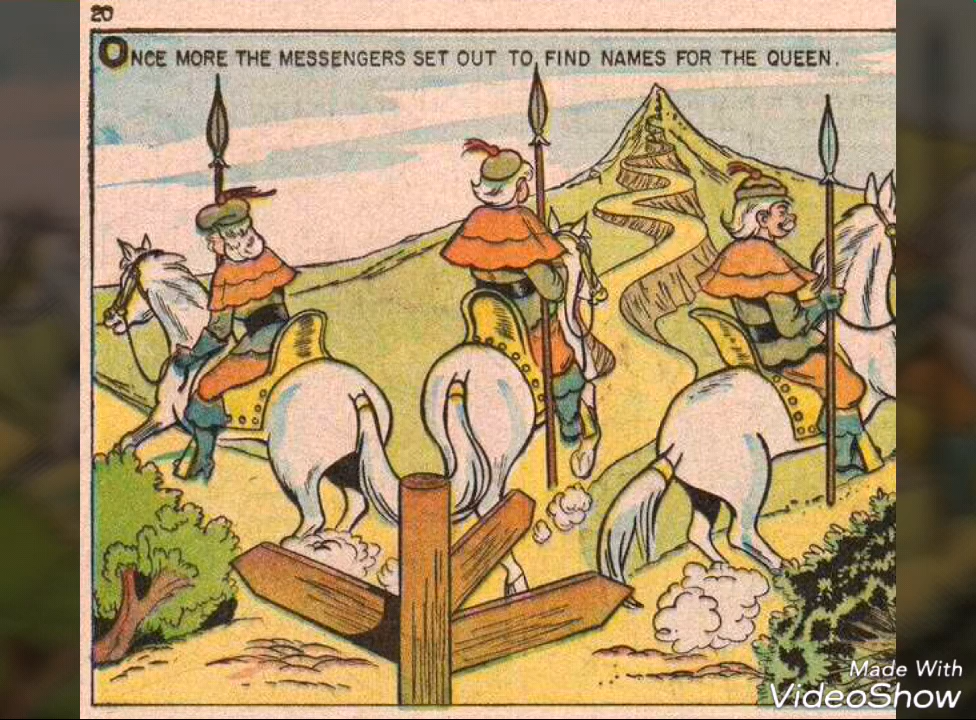 20
ONCE MORE THE MESSENGERS SET OUT TO FIND NAMES FOR THE QUEEN.
Made With
VideoShow